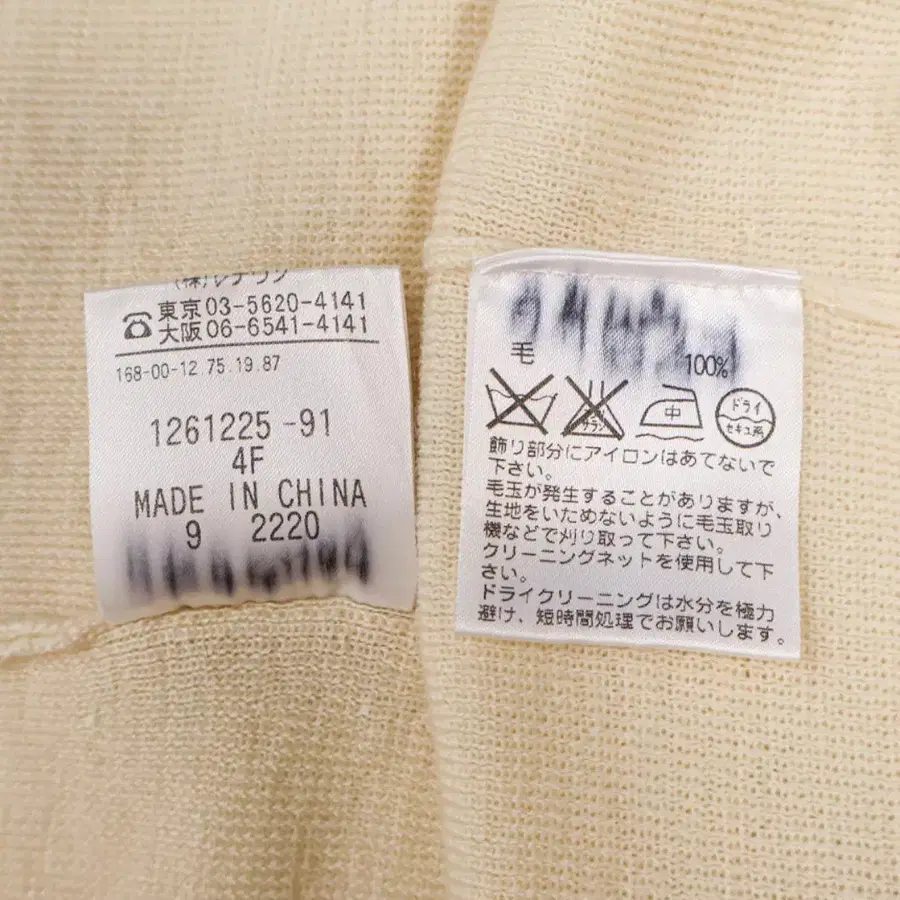 (株)レナウン
東京 03-5620-4141
大阪 06-6541-4141
168-00-12.75.19.87
1261225-91
4F
MADE IN CHINA
9 2220
毛 100%
中
ドライ
セキュ系
飾り部分にアイロンはあてないで
下さい。
毛玉が発生することがありますが、
生地をいためないように毛玉取り
機などで刈り取って下さい。
クリーニングネットを使用して下
さい。
ドライクリーニングは水分を極力
避け、短時間処理でお願いします。